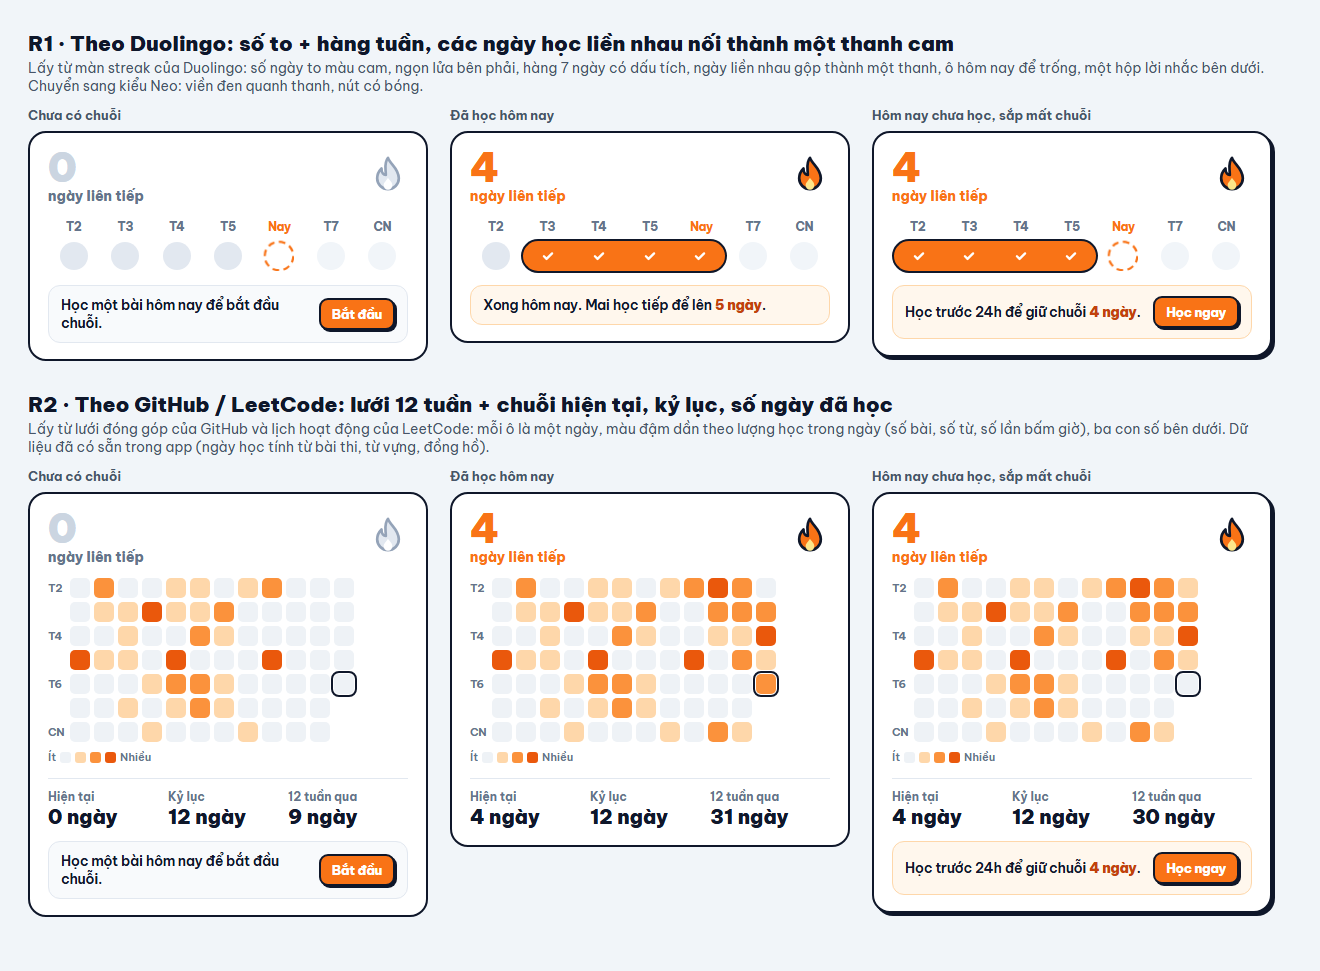 R1 · Theo Duolingo: số to + hàng tuần, các ngày học liền nhau nối thành một thanh cam
Lấy từ màn streak của Duolingo: số ngày to màu cam, ngọn lửa bên phải, hàng 7 ngày có dấu tích, ngày liền nhau gộp thành một thanh, ô hôm nay để trống, một hộp lời nhắc bên dưới.
Chuyển sang kiểu Neo: viền đen quanh thanh, nút có bóng.
Chưa có chuỗi
0
ngày liên tiếp
T2 T3 T4 T5 Nay T7 CN
Học một bài hôm nay để bắt đầu
chuỗi.
Bắt đầu
Đã học hôm nay
4
ngày liên tiếp
T2 T3 T4 T5 Nay T7 CN
Xong hôm nay. Mai học tiếp để lên 5 ngày.
Hôm nay chưa học, sắp mất chuỗi
4
ngày liên tiếp
T2 T3 T4 T5 Nay T7 CN
Học trước 24h để giữ chuỗi 4 ngày.
Học ngay
R2 · Theo GitHub / LeetCode: lưới 12 tuần + chuỗi hiện tại, kỷ lục, số ngày đã học
Lấy từ lưới đóng góp của GitHub và lịch hoạt động của LeetCode: mỗi ô là một ngày, màu đậm dần theo lượng học trong ngày (số bài, số từ, số lần bấm giờ), ba con số bên dưới. Dữ
liệu đã có sẵn trong app (ngày học tính từ bài thi, từ vựng, đồng hồ).
Chưa có chuỗi
0
ngày liên tiếp
T2
T4
T6
CN
Ít Nhiều
Hiện tại Kỷ lục 12 tuần qua
0 ngày 12 ngày 9 ngày
Học một bài hôm nay để bắt đầu
chuỗi.
Bắt đầu
Đã học hôm nay
4
ngày liên tiếp
T2
T4
T6
CN
Ít Nhiều
Hiện tại Kỷ lục 12 tuần qua
4 ngày 12 ngày 31 ngày
Hôm nay chưa học, sắp mất chuỗi
4
ngày liên tiếp
T2
T4
T6
CN
Ít Nhiều
Hiện tại Kỷ lục 12 tuần qua
4 ngày 12 ngày 30 ngày
Học trước 24h để giữ chuỗi 4 ngày.
Học ngay